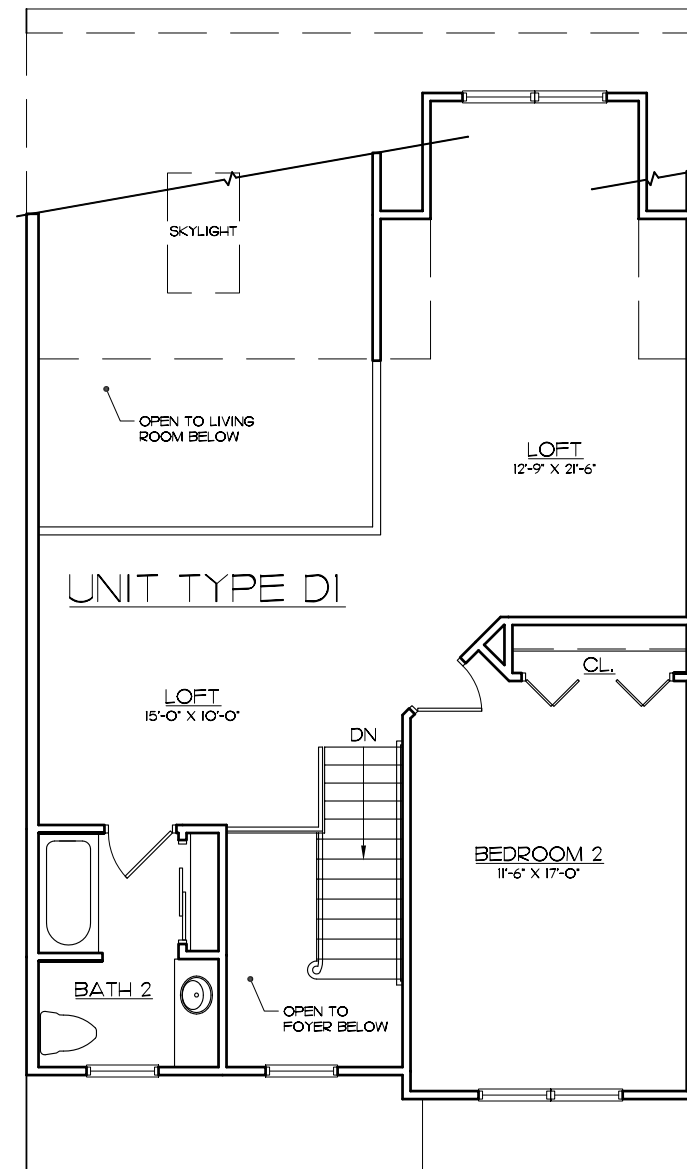 SKYLIGHT
OPEN TO LIVING
ROOM BELOW
LOFT
12'-9" X 21'-6"
UNIT TYPE D1
CL.
LOFT
15'-0" X 10'-0"
DN
BEDROOM 2
11'-6" X 17'-0"
BATH 2
OPEN TO
FOYER BELOW